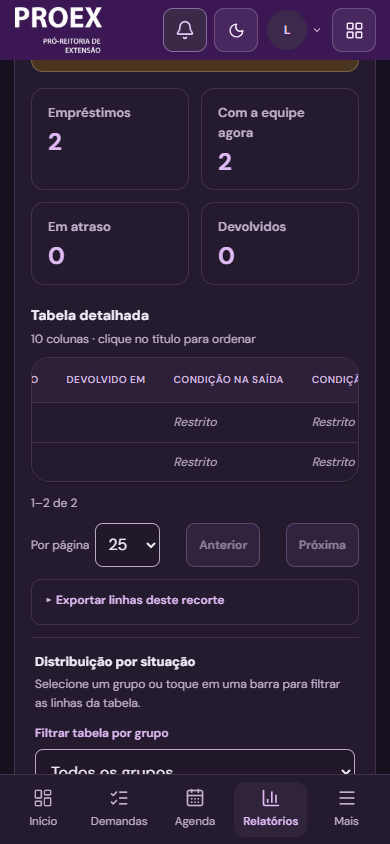 PROEX
PRÓ-REITORIA DE
EXTENSÃO
L
Empréstimos
2
Com a equipe
agora
2
Em atraso
0
Devolvidos
0
Tabela detalhada
10 colunas · clique no título para ordenar
O DEVOLVIDO EM CONDIÇÃO NA SAÍDA CONDIÇÃ
Restrito Restrito
Restrito Restrito
1–2 de 2
Por página 25 Anterior Próxima
▸ Exportar linhas deste recorte
Distribuição por situação
Selecione um grupo ou toque em uma barra para filtrar
as linhas da tabela.
Filtrar tabela por grupo
Todos os grupos
Início Demandas Agenda Relatórios Mais